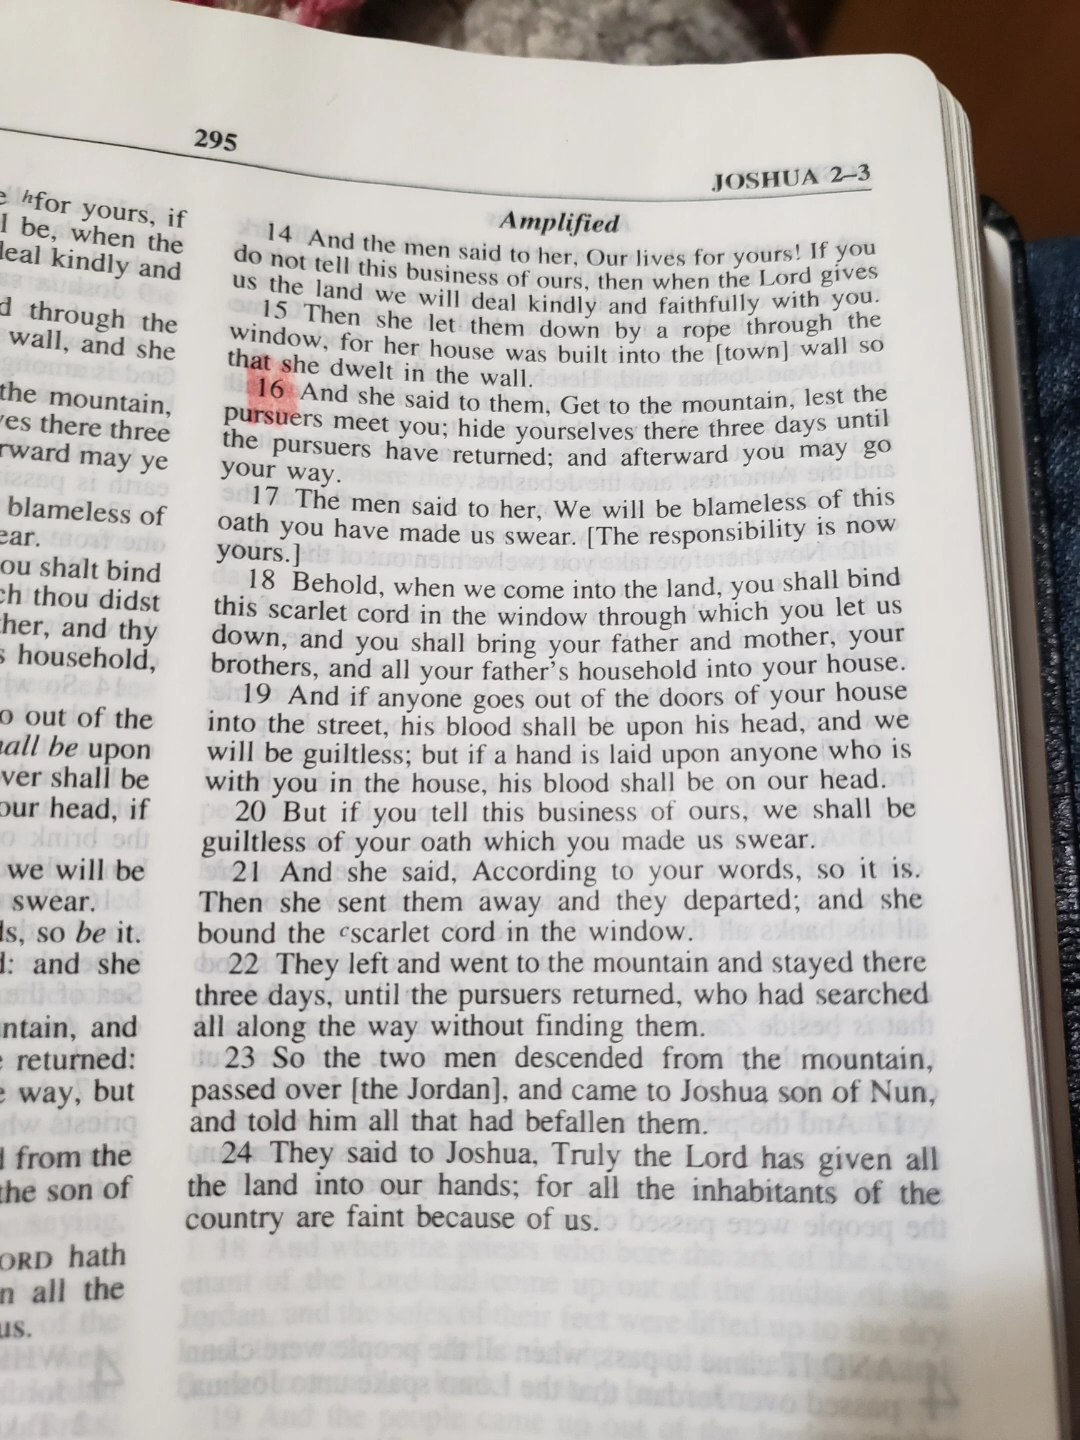 295
JOSHUA 2–3
hfor yours, if
be, when the
deal kindly and
through the
wall, and she
the mountain,
there three
may ye
blameless of
shalt bind
thou didst
and thy
household,
out of the
be upon
shall be
our head, if
we will be
swear.
so be it.
and she
and
returned:
way, but
from the
the son of
hath
all the
us.
Amplified
14 And the men said to her, Our lives for yours! If you
do not tell this business of ours, then when the Lord gives
us the land we will deal kindly and faithfully with you.
15 Then she let them down by a rope through the
window, for her house was built into the [town] wall so
that she dwelt in the wall.
16 And she said to them, Get to the mountain, lest the
pursuers meet you; hide yourselves there three days until
the pursuers have returned; and afterward you may go
your way.
17 The men said to her, We will be blameless of this
oath you have made us swear. [The responsibility is now
yours.]
18 Behold, when we come into the land, you shall bind
this scarlet cord in the window through which you let us
down, and you shall bring your father and mother, your
brothers, and all your father's household into your house.
19 And if anyone goes out of the doors of your house
into the street, his blood shall be upon his head, and we
will be guiltless; but if a hand is laid upon anyone who is
with you in the house, his blood shall be on our head.
20 But if you tell this business of ours, we shall be
guiltless of your oath which you made us swear.
21 And she said, According to your words, so it is.
Then she sent them away and they departed; and she
bound the cscarlet cord in the window.
22 They left and went to the mountain and stayed there
three days, until the pursuers returned, who had searched
all along the way without finding them.
23 So the two men descended from the mountain,
passed over [the Jordan], and came to Joshua son of Nun,
and told him all that had befallen them.
24 They said to Joshua, Truly the Lord has given all
the land into our hands; for all the inhabitants of the
country are faint because of us.